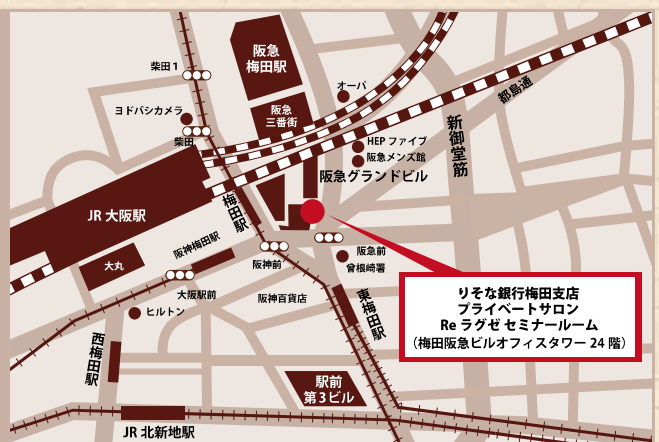 阪急
梅田駅
柴田1
オーパ
都島通
ヨドバシカメラ
阪急
三番街
柴田
HEP ファイブ
阪急メンズ館
新御堂筋
阪急グランドビル
JR 大阪駅
梅田駅
阪神梅田駅
大丸
阪神前
阪急前
曾根崎署
大阪駅前
阪神百貨店
ヒルトン
東梅田駅
りそな銀行梅田支店
プライベートサロン
Re ラグゼ セミナールーム
（梅田阪急ビルオフィスタワー 24 階）
西梅田駅
駅前
第3ビル
JR 北新地駅